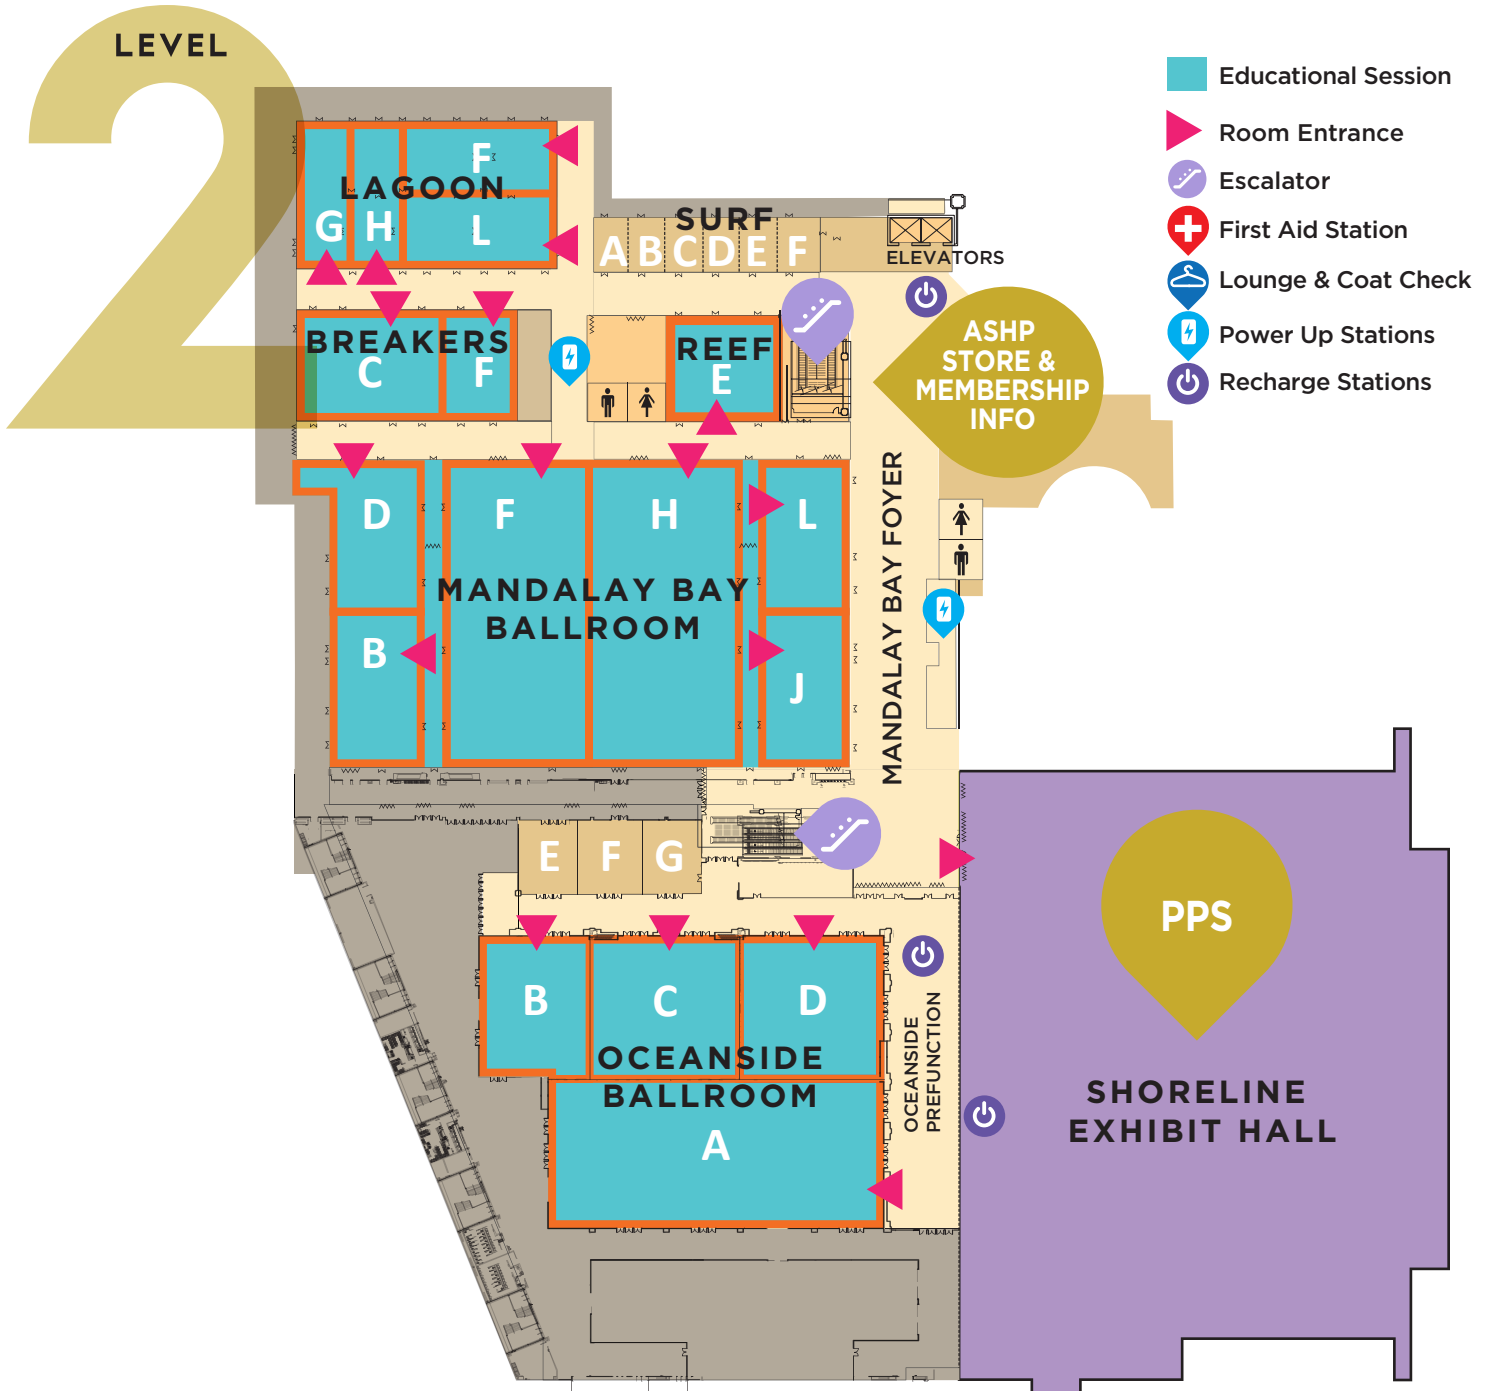 LEVEL
2
Educational Session
Room Entrance
Escalator
First Aid Station
Lounge & Coat Check
Power Up Stations
Recharge Stations
F
LAGOON
G H L
SURF
A B C D E F
ELEVATORS
BREAKERS
C F
REEF
E
ASHP
STORE &
MEMBERSHIP
INFO
D F H L
MANDALAY BAY
BALLROOM
B J
MANDALAY BAY FOYER
E F G
B C D
OCEANSIDE
BALLROOM
A
OCEANSIDE
PREFUNCTION
PPS
SHORELINE
EXHIBIT HALL